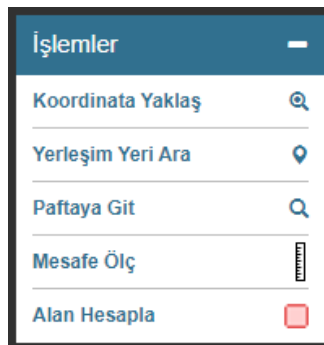 İşlemler
Koordinata Yaklaş
Yerleşim Yeri Ara
Paftaya Git
Mesafe Ölç
Alan Hesapla